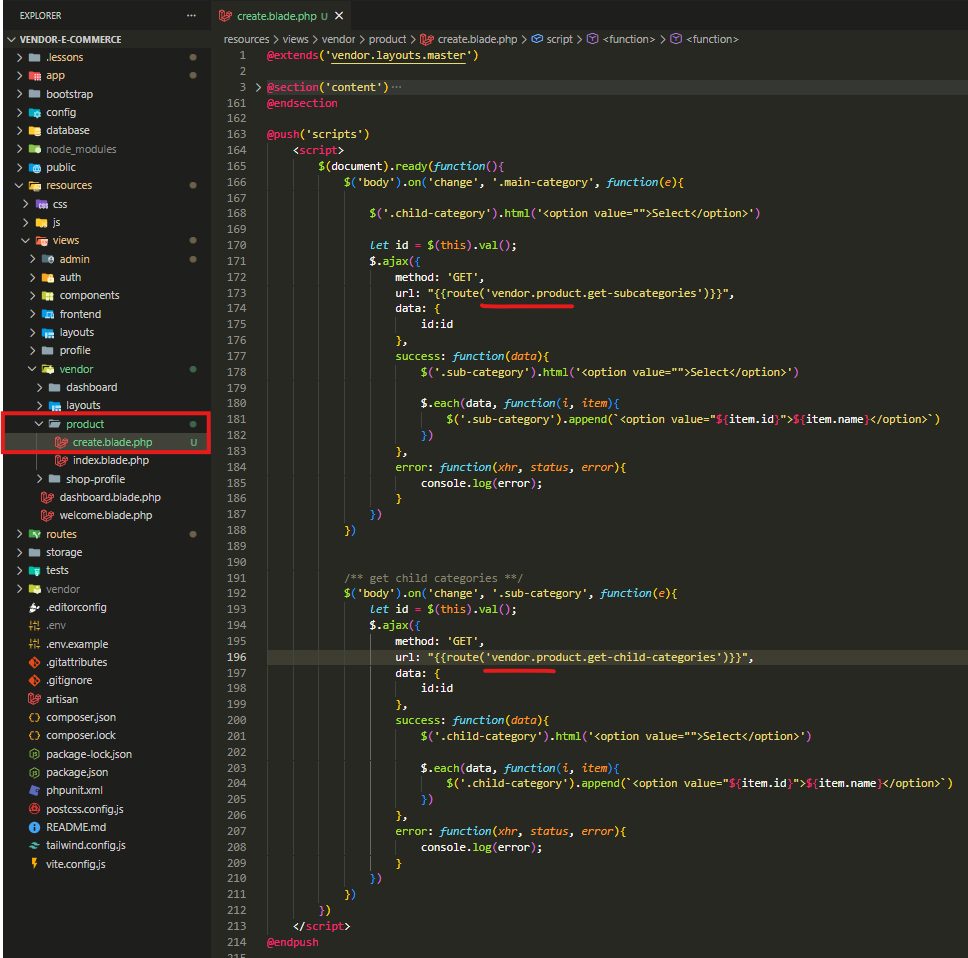 EXPLORER
VENDOR-E-COMMERCE
.lessons
app
bootstrap
config
database
node_modules
public
resources
css
js
views
admin
auth
components
frontend
layouts
profile
vendor
dashboard
layouts
product
create.blade.php U
index.blade.php
shop-profile
dashboard.blade.php
welcome.blade.php
routes
storage
tests
vendor
.editorconfig
.env
.env.example
.gitattributes
.gitignore
artisan
composer.json
composer.lock
package-lock.json
package.json
phpunit.xml
postcss.config.js
README.md
tailwind.config.js
vite.config.js
create.blade.php U
resources > views > vendor > product > create.blade.php > script > <function> > <function>
1 @extends('vendor.layouts.master')
2
3 @section('content')…
161 @endsection
162
163 @push('scripts')
164 <script>
165 $(document).ready(function(){
166 $('body').on('change', '.main-category', function(e){
167
168 $('.child-category').html('<option value="">Select</option>')
169
170 let id = $(this).val();
171 $.ajax({
172 method: 'GET',
173 url: "{{route('vendor.product.get-subcategories')}}",
174 data: {
175 id:id
176 },
177 success: function(data){
178 $('.sub-category').html('<option value="">Select</option>')
179
180 $.each(data, function(i, item){
181 $('.sub-category').append(`<option value="${item.id}">${item.name}</option>`)
182 })
183 },
184 error: function(xhr, status, error){
185 console.log(error);
186 }
187 })
188 })
189
190
191 /** get child categories **/
192 $('body').on('change', '.sub-category', function(e){
193 let id = $(this).val();
194 $.ajax({
195 method: 'GET',
196 url: "{{route('vendor.product.get-child-categories')}}",
197 data: {
198 id:id
199 },
200 success: function(data){
201 $('.child-category').html('<option value="">Select</option>')
202
203 $.each(data, function(i, item){
204 $('.child-category').append(`<option value="${item.id}">${item.name}</option>`)
205 })
206 },
207 error: function(xhr, status, error){
208 console.log(error);
209 }
210 })
211 })
212 })
213 </script>
214 @endpush
215